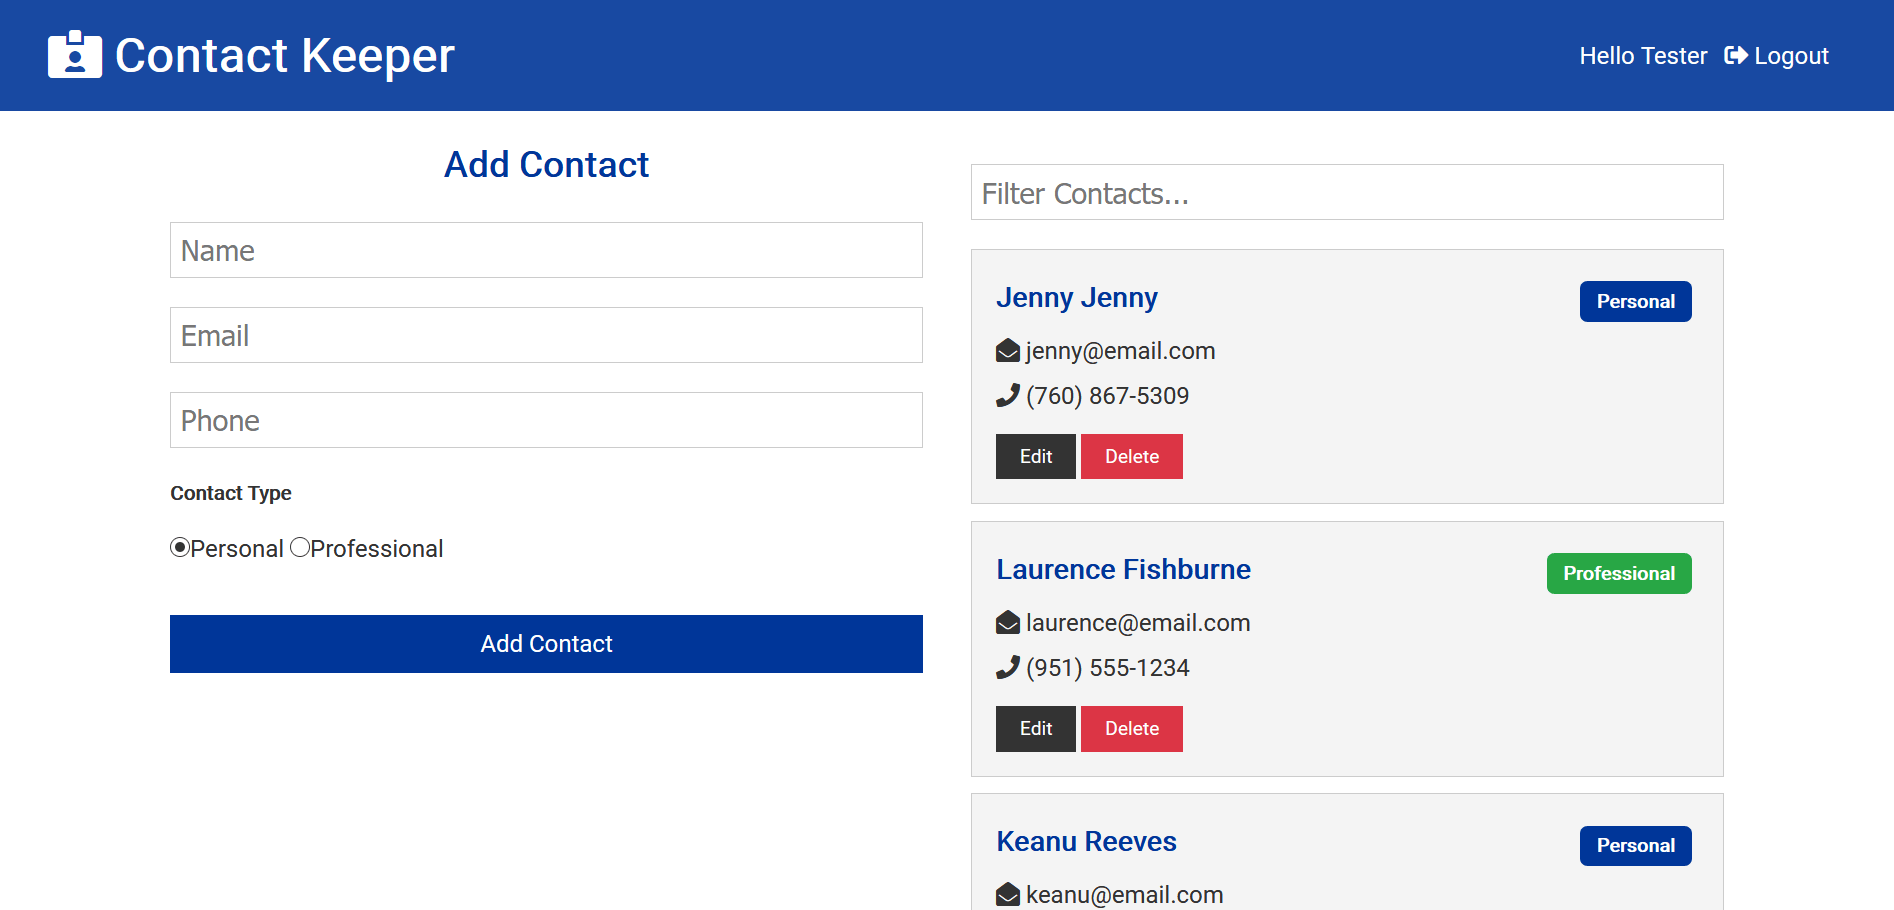 Contact Keeper
Hello Tester Logout
Add Contact
Name
Email
Phone
Contact Type
Personal Professional
Add Contact
Filter Contacts...
Jenny Jenny
Personal
jenny@email.com
(760) 867-5309
Edit Delete
Laurence Fishburne
Professional
laurence@email.com
(951) 555-1234
Edit Delete
Keanu Reeves
Personal
keanu@email.com